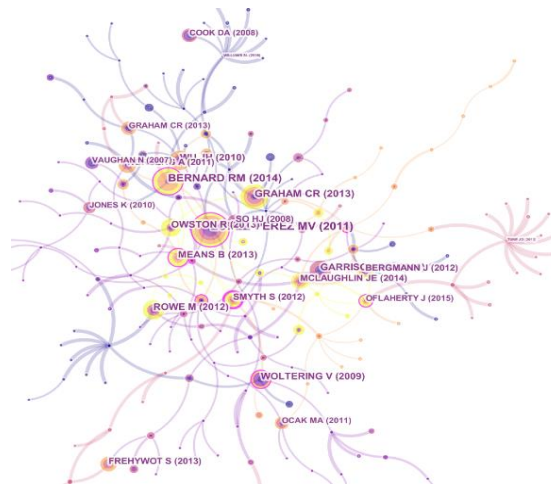 COOK DA (2008)
GRAHAM CR (2013)
VAUGHAN N (2007)
(2010)
A (2011)
BERNARD RM (2014)
GRAHAM CR (2013)
JONES K (2010)
SO HJ (2008)
OWSTON R (2013)
EREZ MV (2011)
MEANS B (2013)
BERGMANN J (2012)
MCLAUGHLIN JE (2014)
SMYTH S (2012)
OFLAHERTY J (2015)
ROWE M (2012)
WOLTERING V (2009)
OCAK MA (2011)
FREHYWOT S (2013)